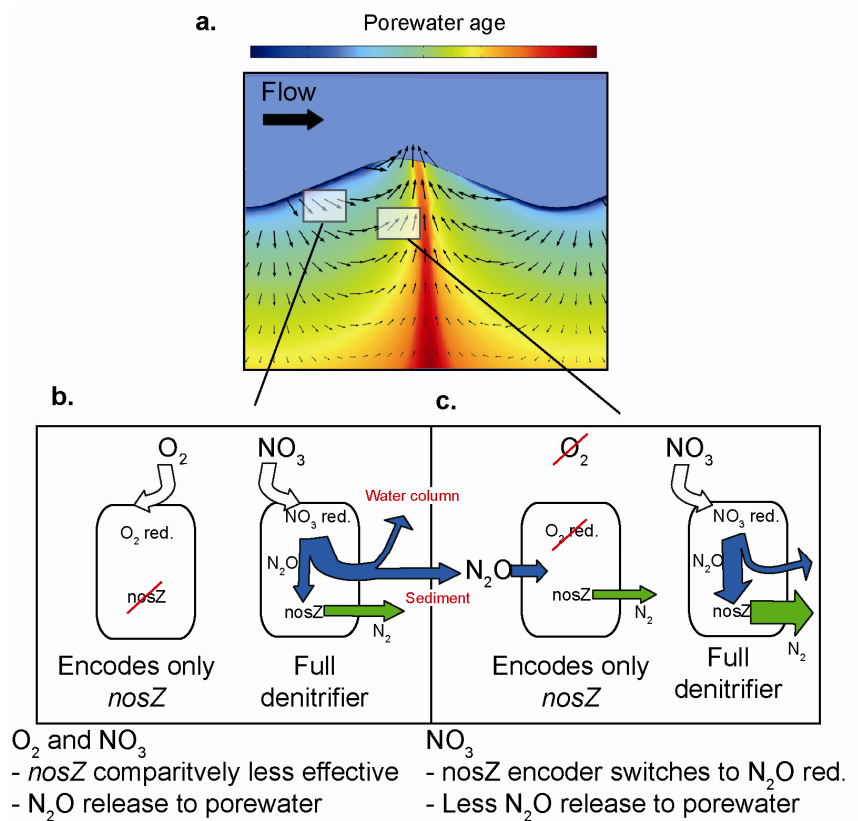 a.
Porewater age
Flow
b.
c.
O₂
NO₃
O₂ red.
nosZ
Encodes only
nosZ
NO₃ red.
N₂O
nosZ
N₂
Water column
Sediment
Full
denitrifier
N₂O
O₂
NO₃
O₂ red.
nosZ
N₂
Encodes only
nosZ
NO₃ red.
N₂O
nosZ
N₂
Full
denitrifier
O₂ and NO₃
- nosZ comparitvely less effective
- N₂O release to porewater
NO₃
- nosZ encoder switches to N₂O red.
- Less N₂O release to porewater